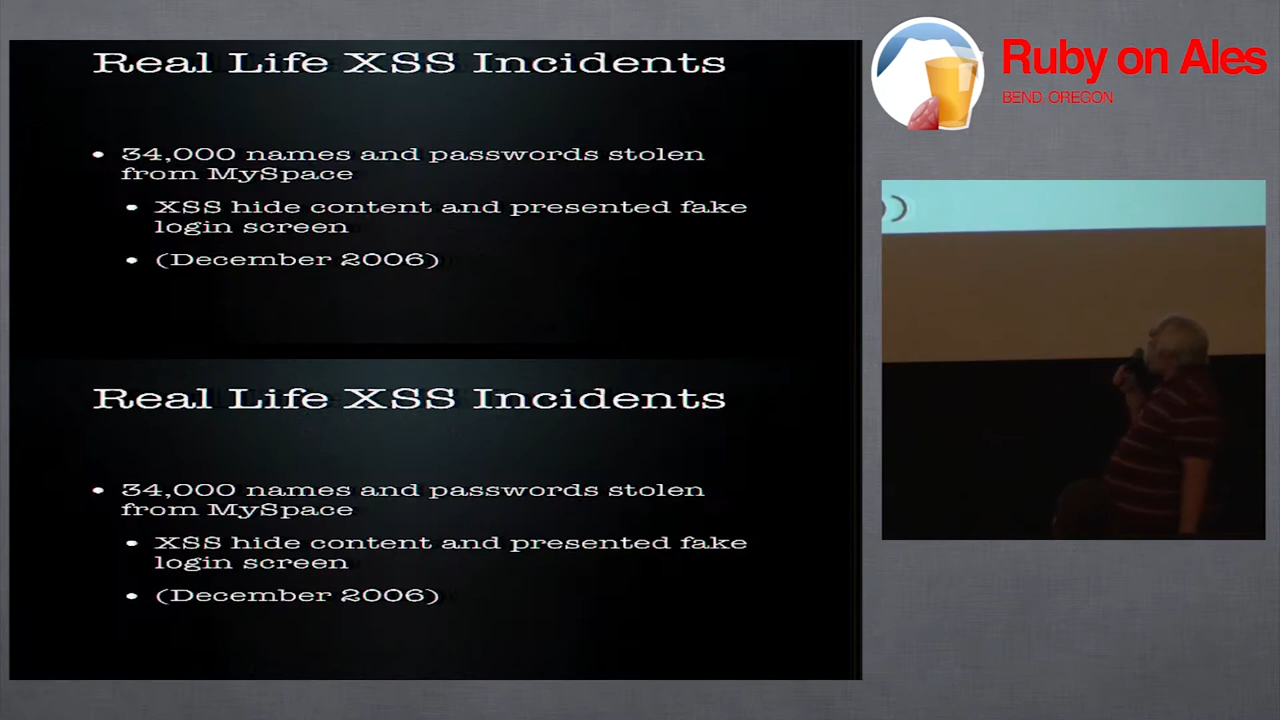 Real Life XSS Incidents
• 34,000 names and passwords stolen
from MySpace
• XSS hide content and presented fake
login screen
• (December 2006)
Real Life XSS Incidents
• 34,000 names and passwords stolen
from MySpace
• XSS hide content and presented fake
login screen
• (December 2006)
Ruby on Ales
BEND OREGON